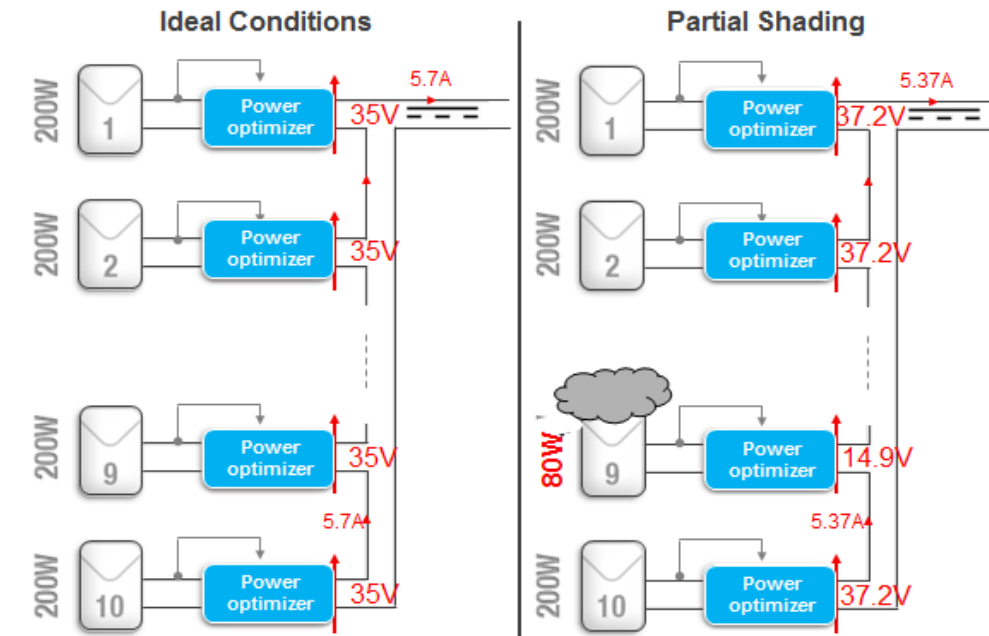 Ideal Conditions
200W
1
Power
optimizer
35V
5.7A
200W
2
Power
optimizer
35V
200W
9
Power
optimizer
35V
5.7A
200W
10
Power
optimizer
35V
Partial Shading
200W
1
Power
optimizer
37.2V
5.37A
200W
2
Power
optimizer
37.2V
80W
9
Power
optimizer
14.9V
5.37A
200W
10
Power
optimizer
37.2V